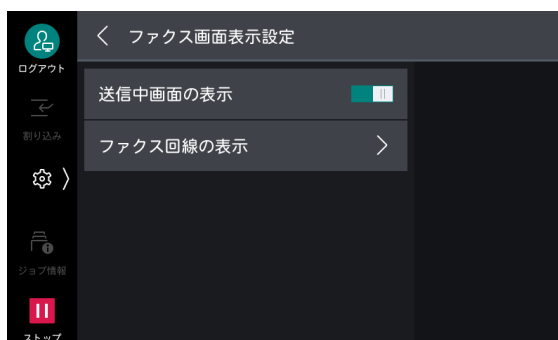 ファクス画面表示設定
ログアウト
送信中画面の表示
割り込み
ファクス回線の表示
ジョブ情報
ストップ